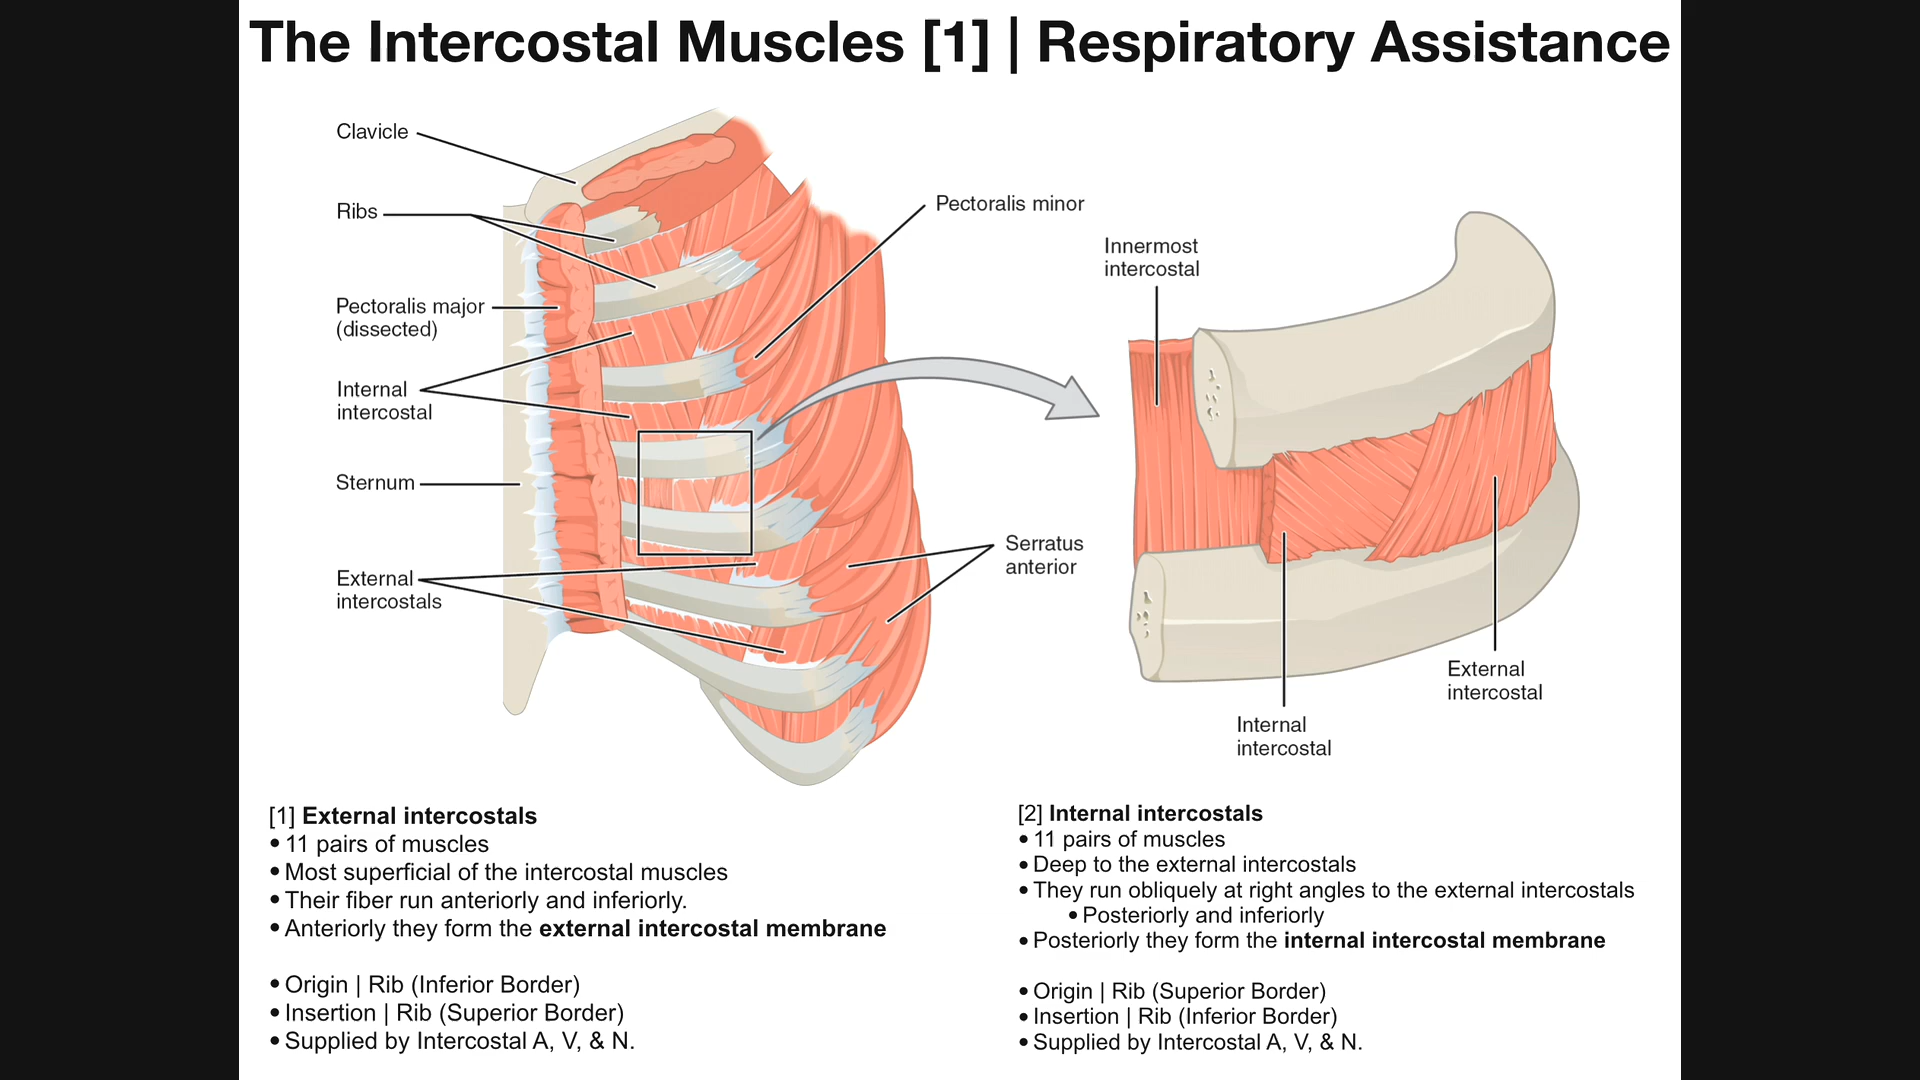 The Intercostal Muscles [1] | Respiratory Assistance
Clavicle
Ribs
Pectoralis major
(dissected)
Internal
intercostal
Sternum
External
intercostals
Pectoralis minor
Serratus
anterior
Innermost
intercostal
External
intercostal
Internal
intercostal
[1] External intercostals
• 11 pairs of muscles
• Most superficial of the intercostal muscles
• Their fiber run anteriorly and inferiorly.
• Anteriorly they form the external intercostal membrane
• Origin | Rib (Inferior Border)
• Insertion | Rib (Superior Border)
• Supplied by Intercostal A, V, & N.
[2] Internal intercostals
• 11 pairs of muscles
• Deep to the external intercostals
• They run obliquely at right angles to the external intercostals
• Posteriorly and inferiorly
• Posteriorly they form the internal intercostal membrane
• Origin | Rib (Superior Border)
• Insertion | Rib (Inferior Border)
• Supplied by Intercostal A, V, & N.